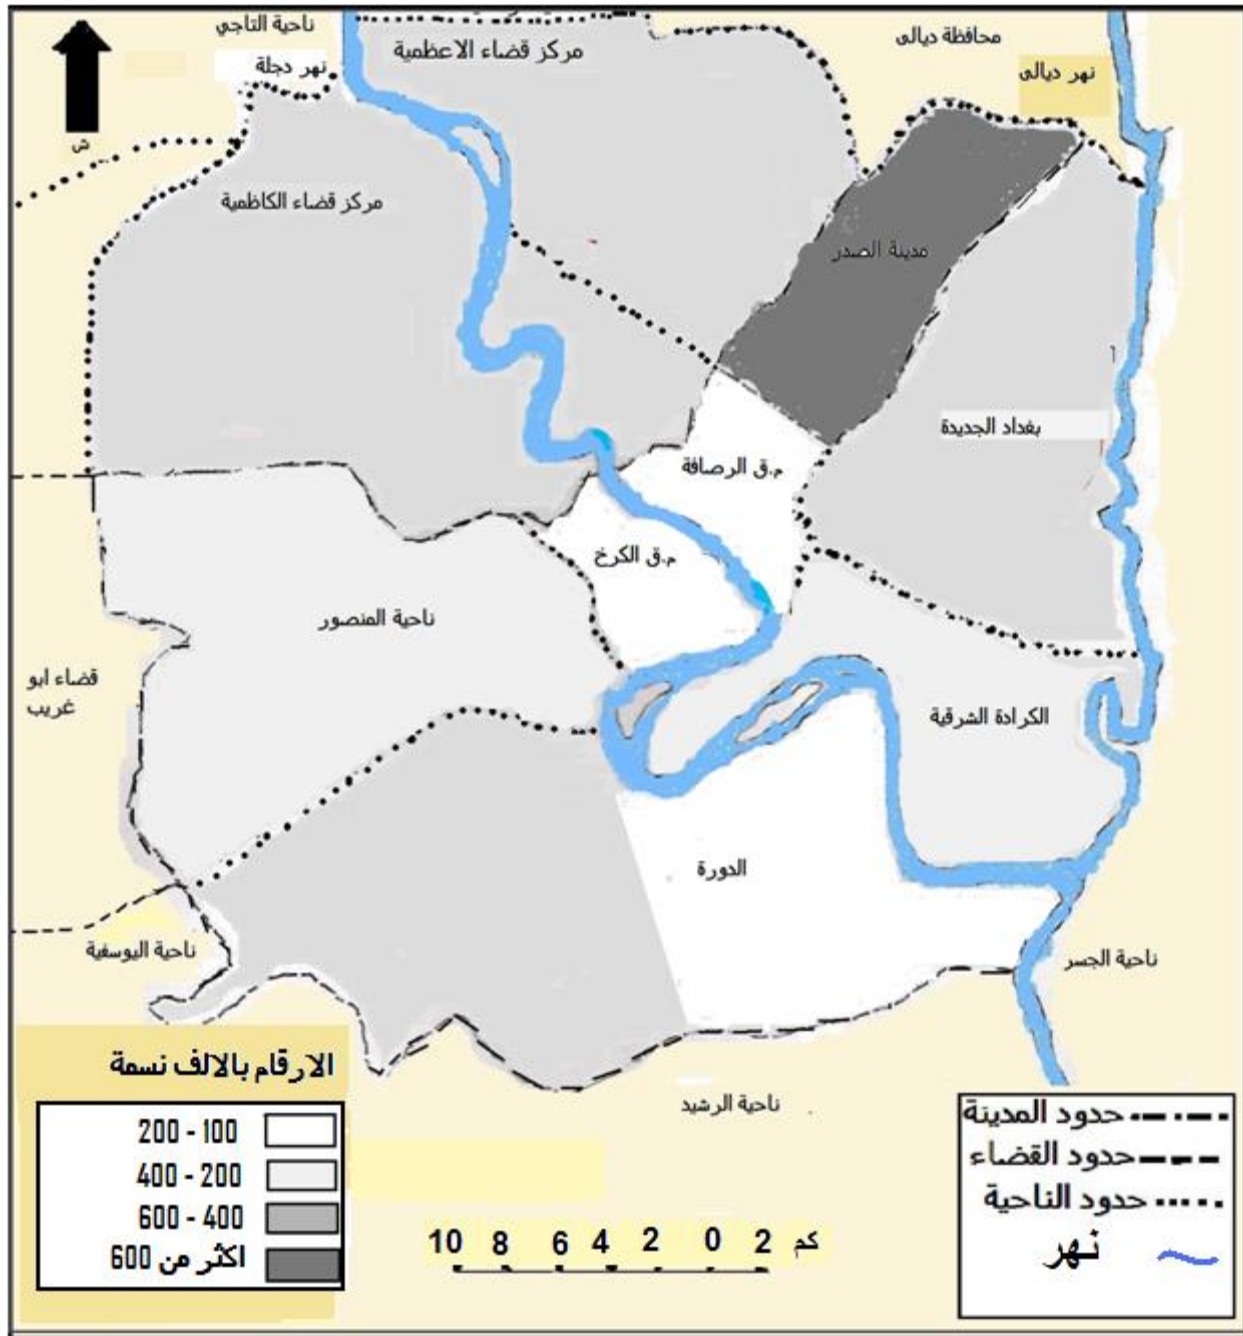 ناحية التاجي
محافظة ديالى
مركز قضاء الاعظمية
نهر دجلة
نهر ديالى
ش
مركز قضاء الكاظمية
مدينة الصدر
بغداد الجديدة
م.ق الرصافة
م.ق الكرخ
ناحية المنصور
قضاء ابو
غريب
الكرادة الشرقية
الدورة
ناحية اليوسفية
ناحية الجسر
ناحية الرشيد
الارقام بالالف نسمة
200 - 100
400 - 200
600 - 400
اكثر من 600
10 8 6 4 2 0 2 كم
حدود المدينة
حدود القضاء
حدود الناحية
نهر